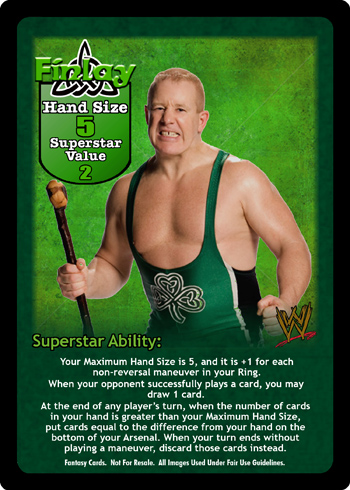 Finlay
Hand Size
5
Superstar
Value
2
W
Superstar Ability:
Your Maximum Hand Size is 5, and it is +1 for each
non-reversal maneuver in your Ring.
When your opponent successfully plays a card, you may
draw 1 card.
At the end of any player's turn, when the number of cards
in your hand is greater than your Maximum Hand Size,
put cards equal to the difference from your hand on the
bottom of your Arsenal. When your turn ends without
playing a maneuver, discard those cards instead.
Fantasy Cards. Not For Resale. All Images Used Under Fair Use Guidelines.